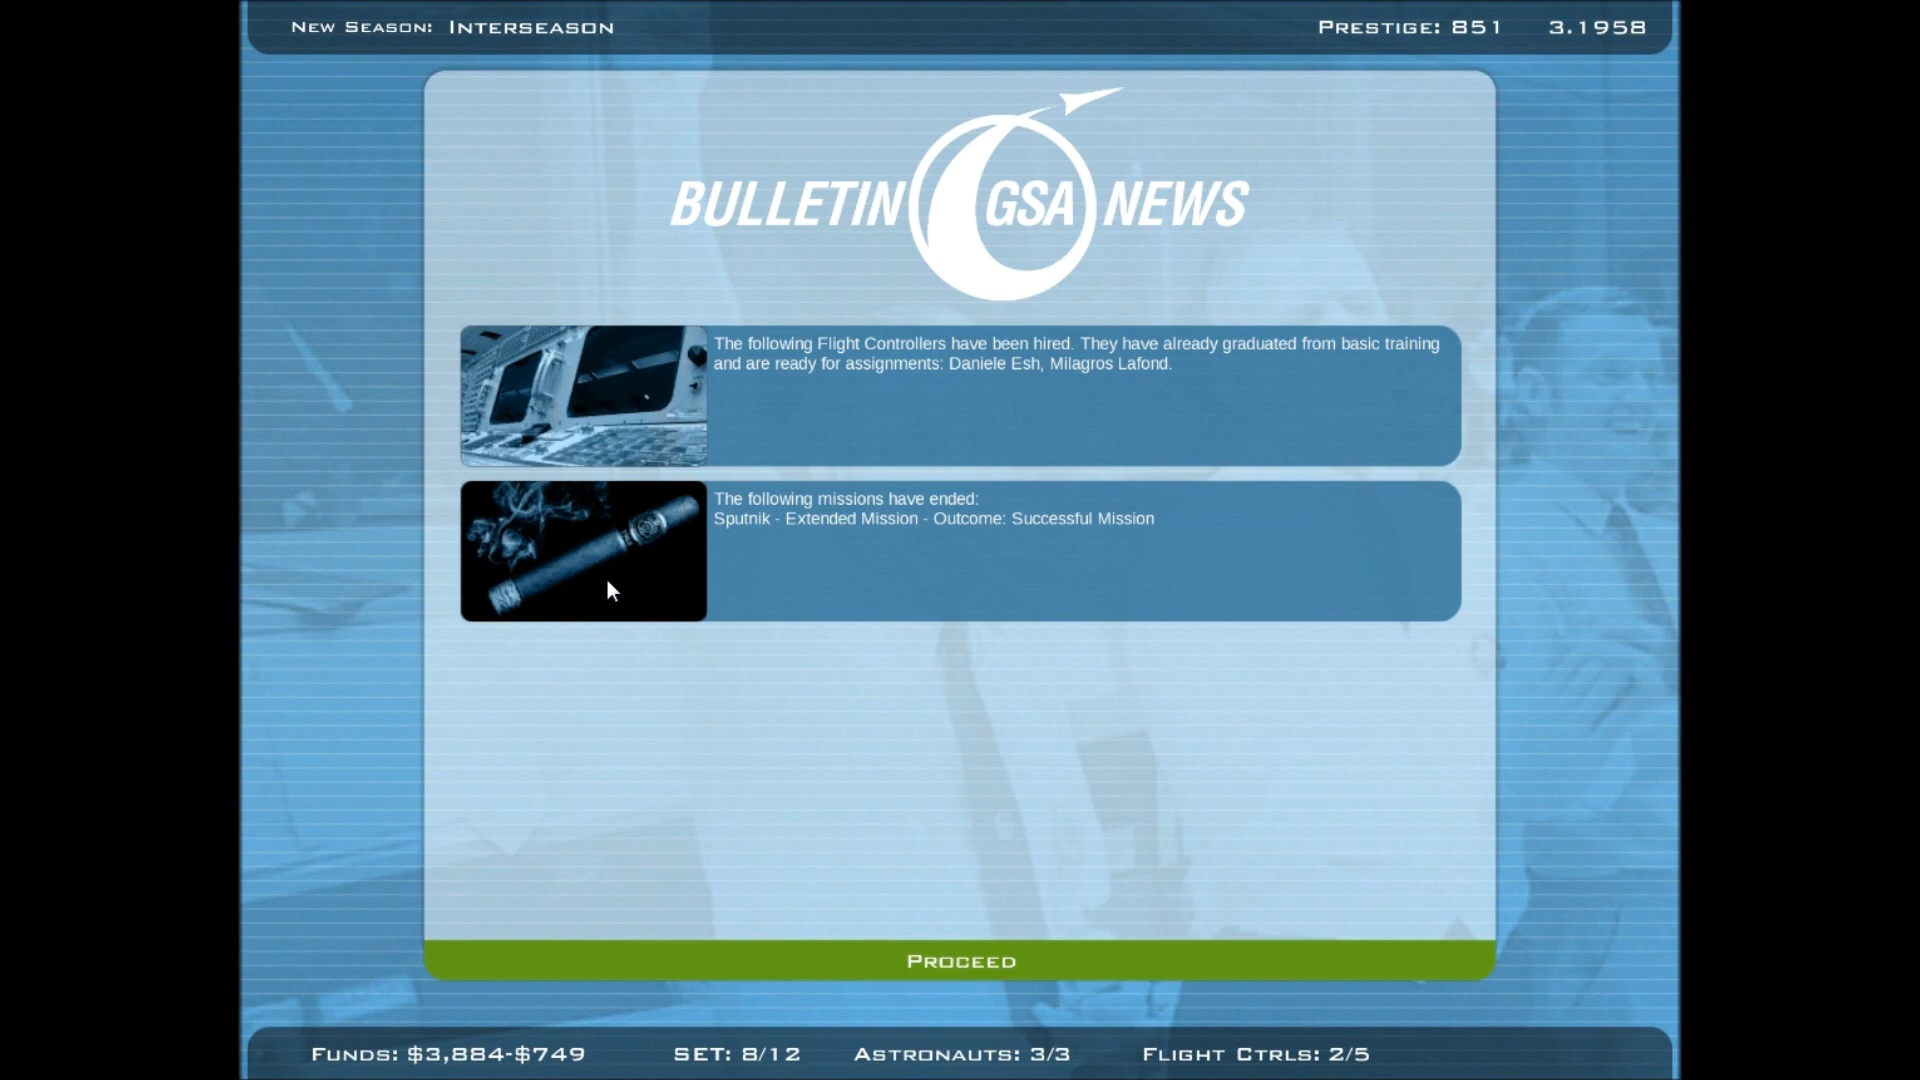 New Season: Interseason
Prestige: 851 3.1958
BULLETIN GSA NEWS
The following Flight Controllers have been hired. They have already graduated from basic training
and are ready for assignments: Daniele Esh, Milagros Lafond.
The following missions have ended:
Sputnik - Extended Mission - Outcome: Successful Mission
Proceed
Funds: $3,884-$749 SET: 8/12 Astronauts: 3/3 Flight Ctrls: 2/5